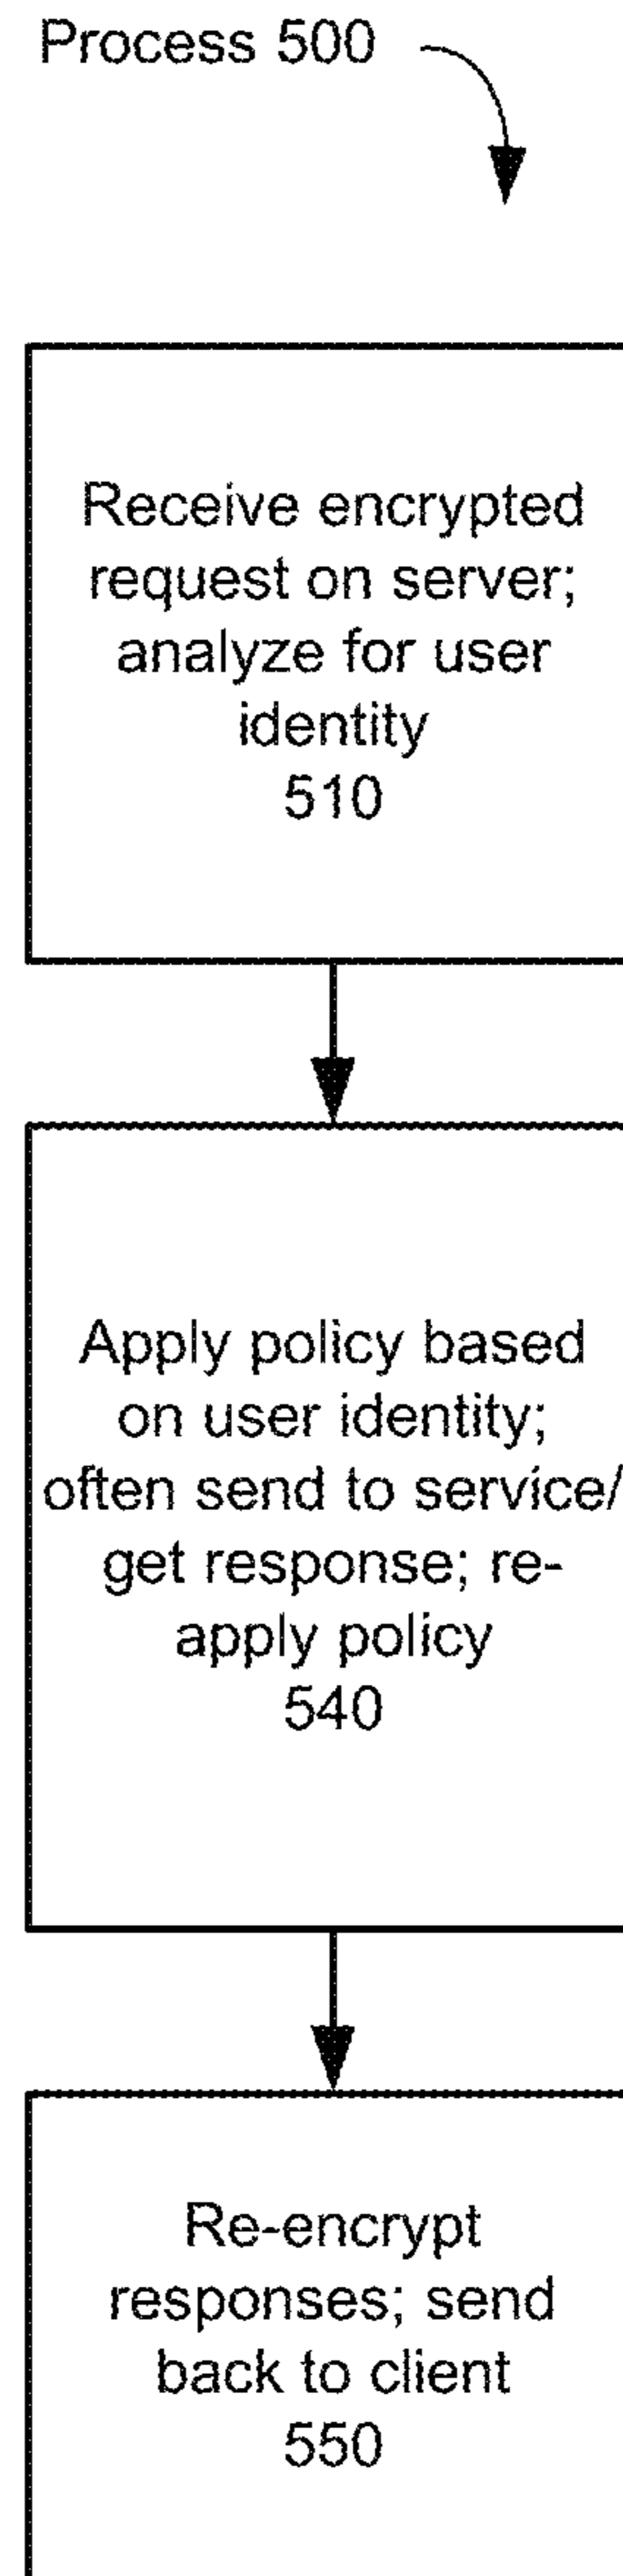 Process 500
Receive encrypted
request on server;
analyze for user
identity
510
Apply policy based
on user identity;
often send to service/
get response; re-
apply policy
540
Re-encrypt
responses; send
back to client
550